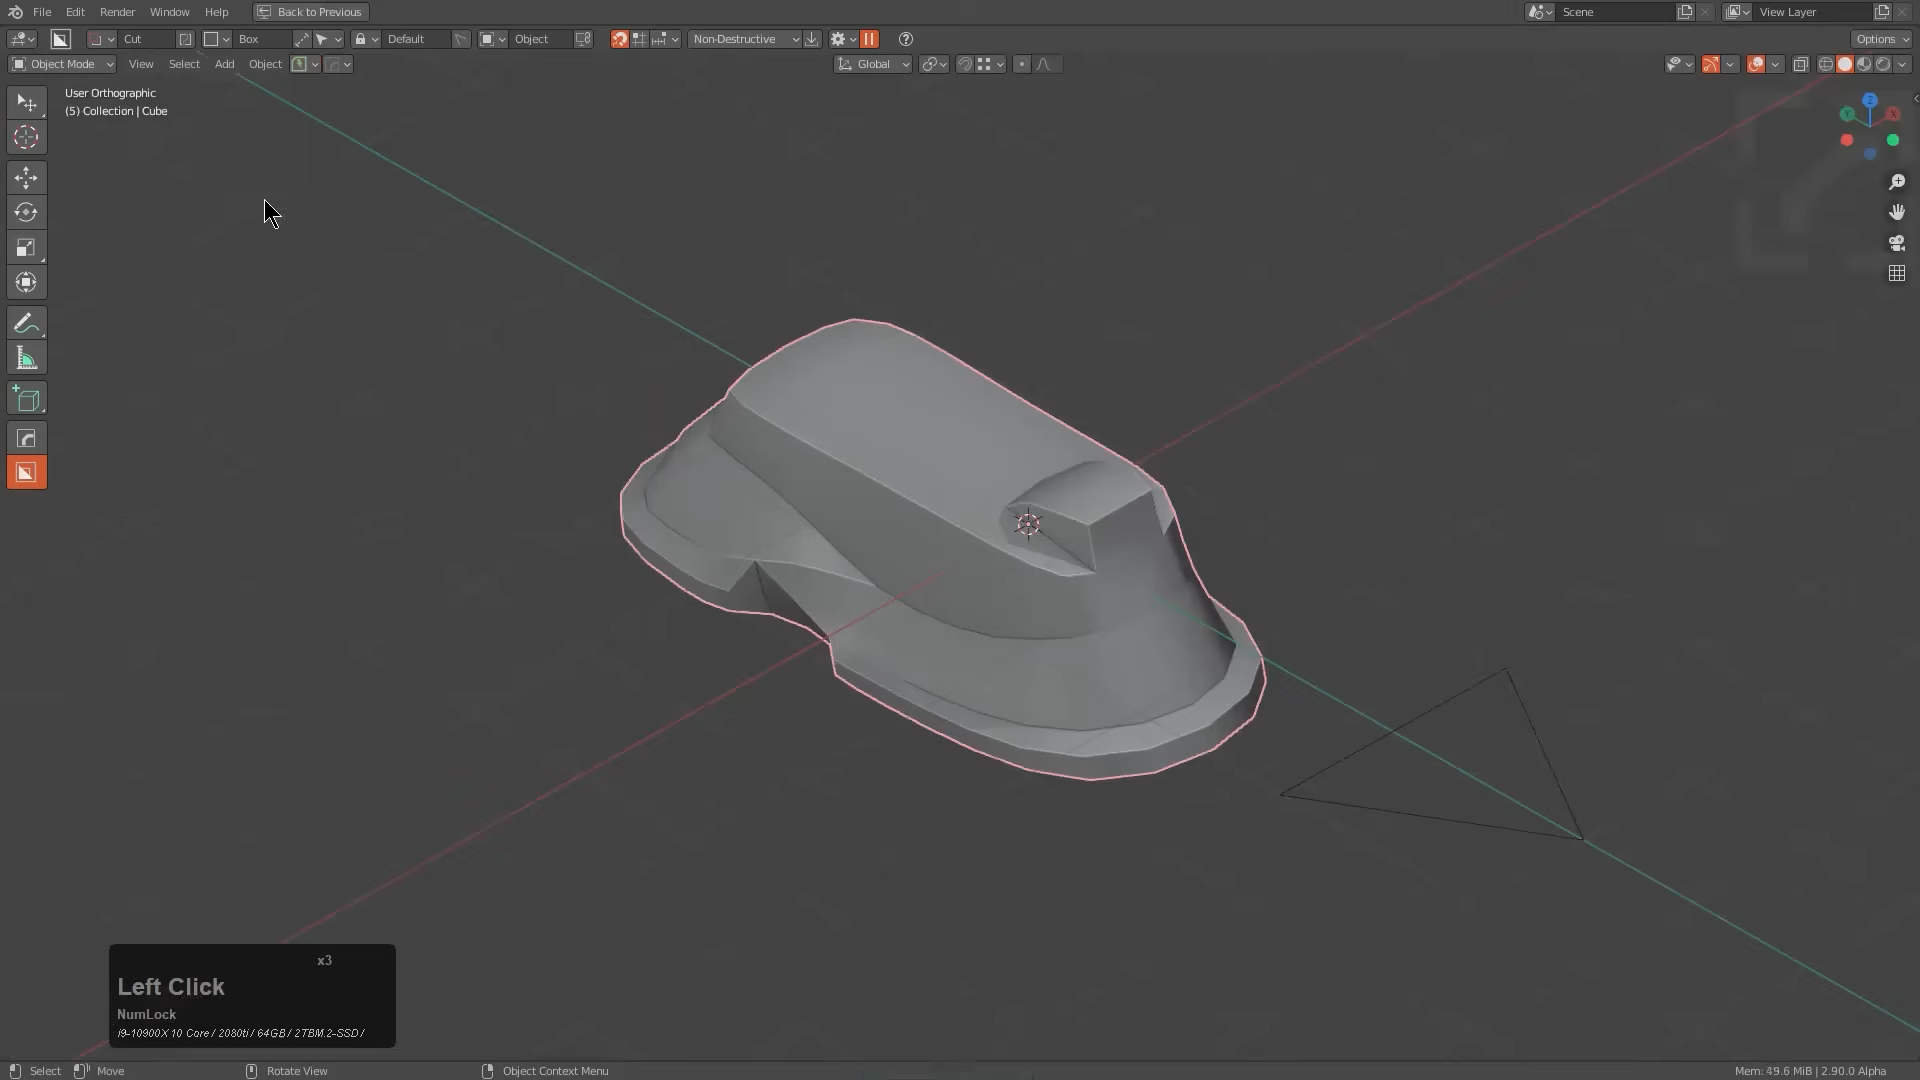 File Edit Render Window Help Back to Previous Scene View Layer
Cut Box Default Object Non-Destructive Options
Object Mode View Select Add Object Global
User Orthographic
(5) Collection | Cube
Z
Y X
x3
Left Click
NumLock
i9-10900X 10 Core / 2080ti / 64GB / 2TBM.2-SSD /
Select Move Rotate View Object Context Menu Mem: 49.6 MiB | 2.90.0 Alpha